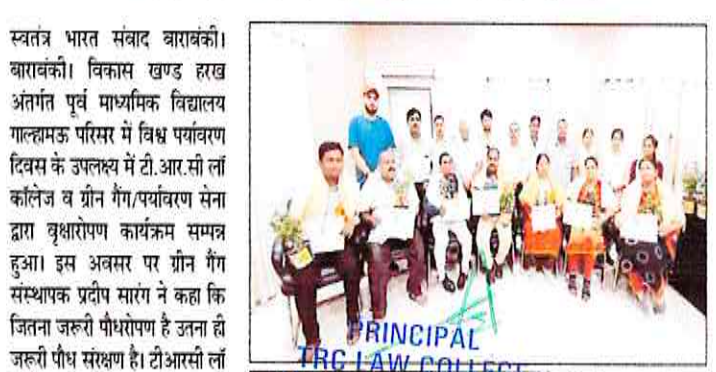 स्वतंत्र भारत संवाद बाराबंकी।
बाराबंकी। विकास खण्ड हरख
अंतर्गत पूर्व माध्यमिक विद्यालय
गाल्हामऊ परिसर में विश्व पर्यावरण
दिवस के उपलक्ष्य में टी.आर.सी लॉ
कॉलेज व ग्रीन गैंग/पर्यावरण सेना
द्वारा वृक्षारोपण कार्यक्रम सम्पन्न
हुआ। इस अवसर पर ग्रीन गैंग
संस्थापक प्रदीप सारंग ने कहा कि
जितना जरूरी पौधरोपण है उतना ही
जरूरी पौध संरक्षण है। टीआरसी लॉ
PRINCIPAL
TRC LAW COLLEGE